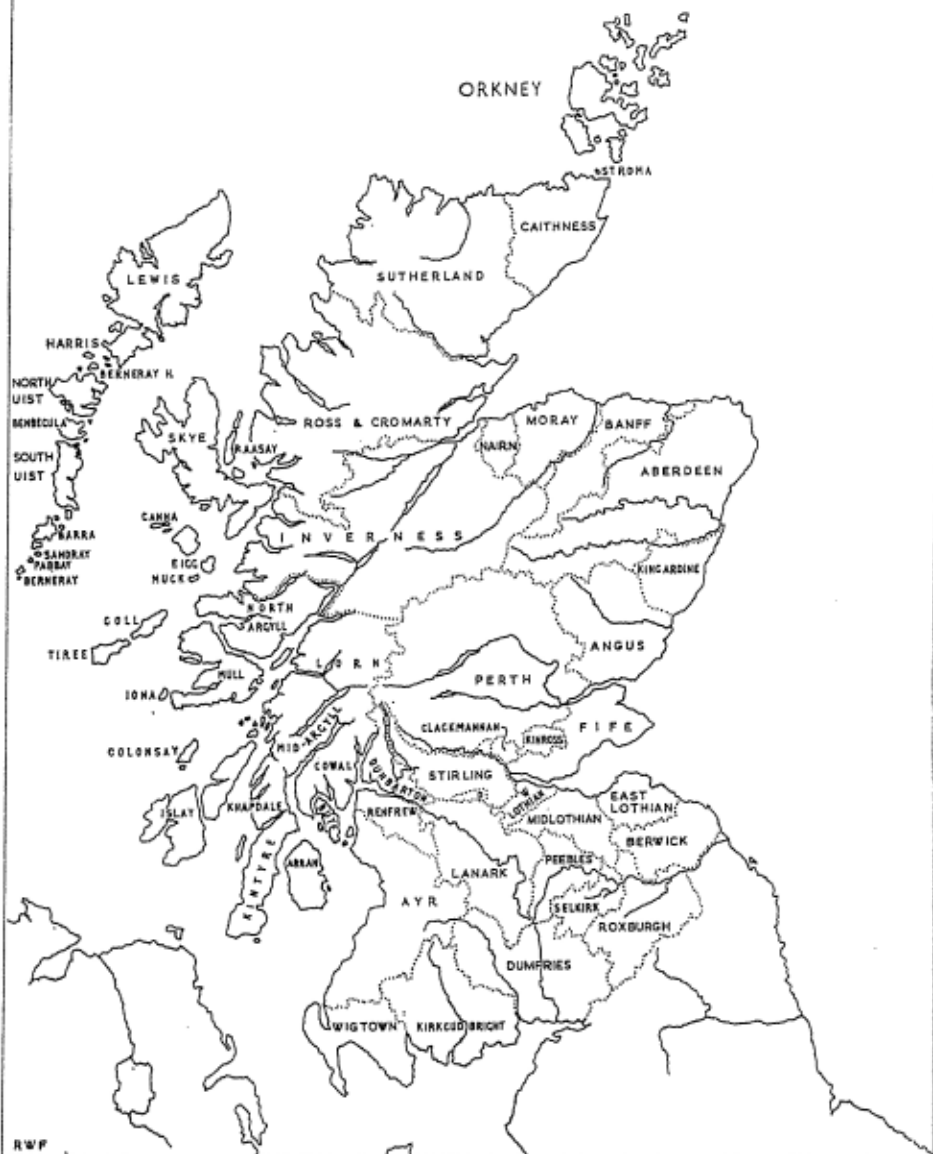 ORKNEY
STROMA
CAITHNESS
SUTHERLAND
LEWIS
HARRIS
BERNERAY H.
NORTH
UIST
BENBECULA
SOUTH
UIST
SKYE
RAASAY
ROSS & CROMARTY
NAIRN
MORAY
BANFF
ABERDEEN
CANNA
BARRA
SANDRAY
PABBAY
BERNERAY
EIGG
MUCK
INVERNESS
KINCARDINE
NORTH
ARGYLL
COLL
TIREE
MULL
LORN
ANGUS
PERTH
IONA
COLONSAY
MID-ARGYLL
CLACKMANNAN
KINROSS
FIFE
COWAL
DUNBARTON
STIRLING
D
W
LOTHIAN
EAST
LOTHIAN
MIDLOTHIAN
BERWICK
ISLAY
KNAPDALE
BUTE
RENFREW
KINTYRE
ARRAN
LANARK
PEEBLES
AYR
SELKIRK
ROXBURGH
DUMFRIES
WIGTOWN
KIRKCUDBRIGHT
RWF